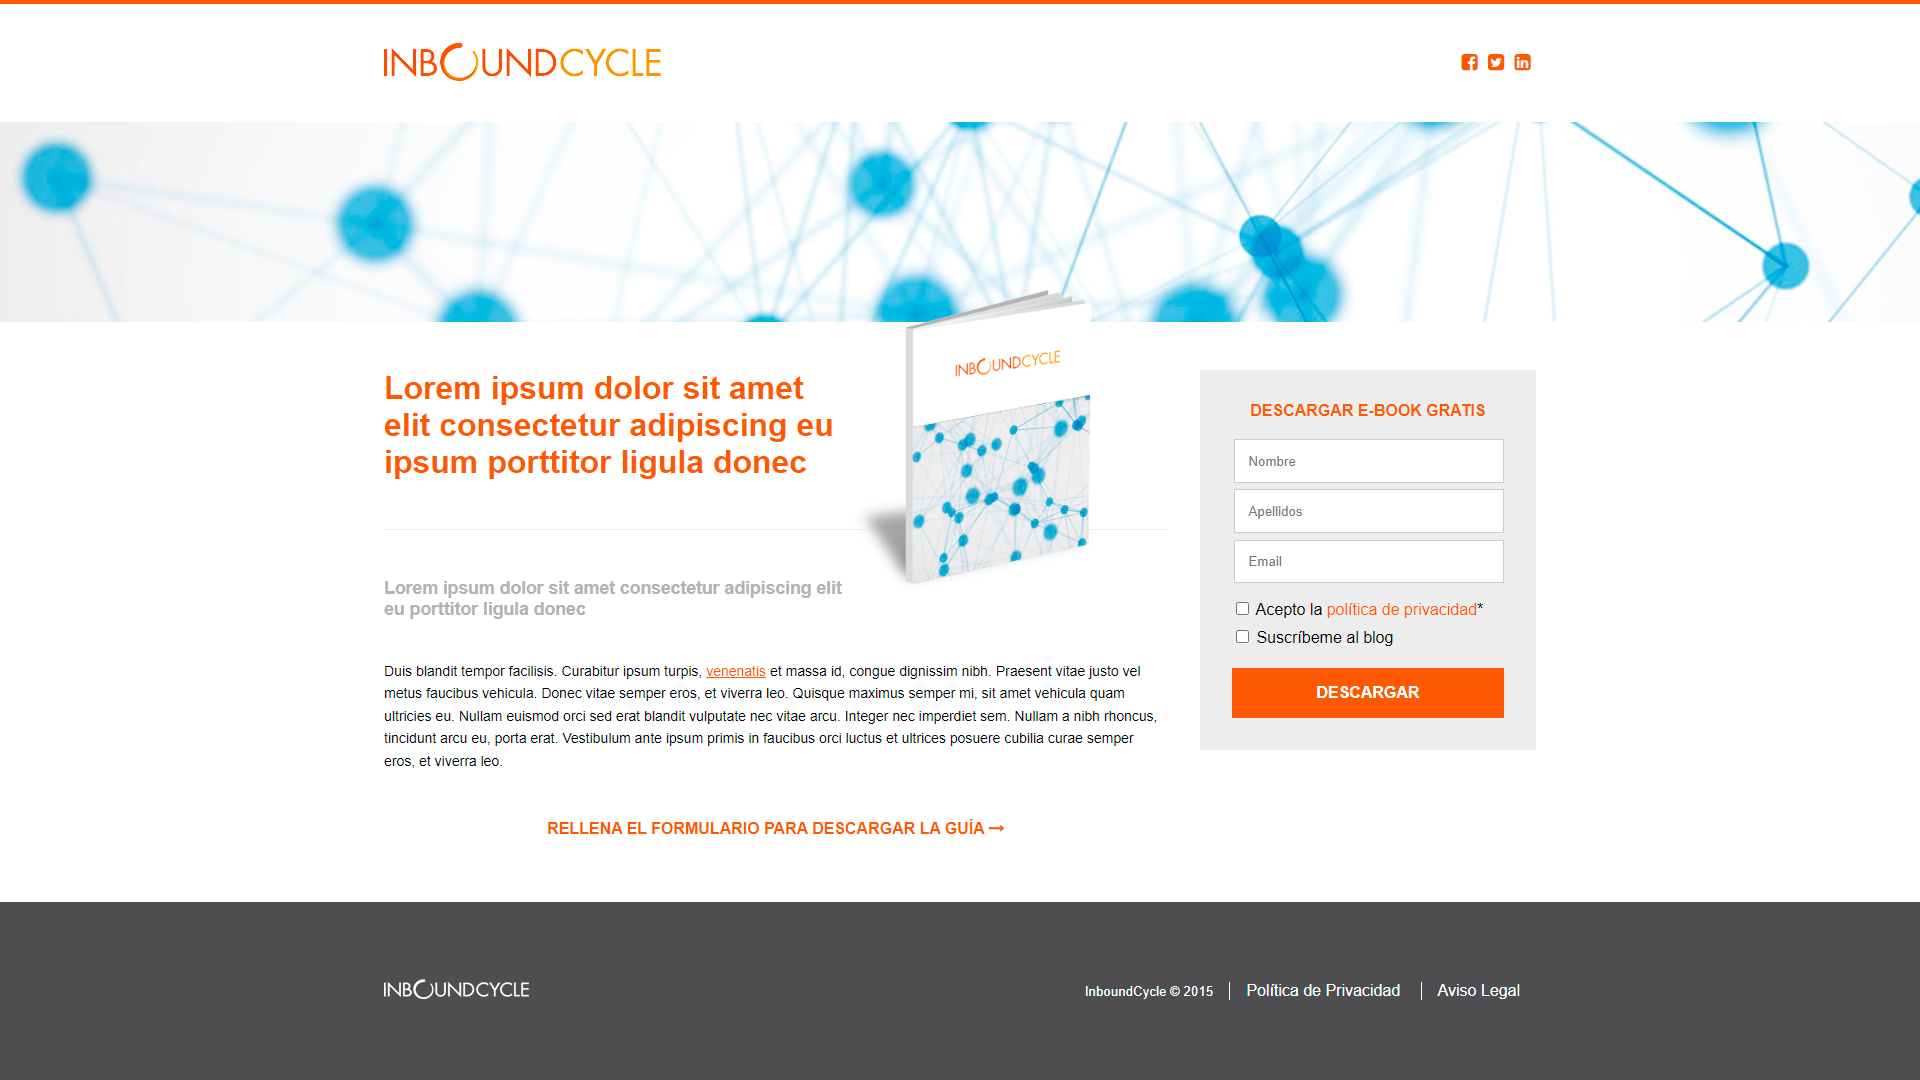 INBOUNDCYCLE
INBOUNDCYCLE
Lorem ipsum dolor sit amet
elit consectetur adipiscing eu
ipsum porttitor ligula donec
Lorem ipsum dolor sit amet consectetur adipiscing elit
eu porttitor ligula donec
Duis blandit tempor facilisis. Curabitur ipsum turpis, venenatis et massa id, congue dignissim nibh. Praesent vitae justo vel
metus faucibus vehicula. Donec vitae semper eros, et viverra leo. Quisque maximus semper mi, sit amet vehicula quam
ultricies eu. Nullam euismod orci sed erat blandit vulputate nec vitae arcu. Integer nec imperdiet sem. Nullam a nibh rhoncus,
tincidunt arcu eu, porta erat. Vestibulum ante ipsum primis in faucibus orci luctus et ultrices posuere cubilia curae semper
eros, et viverra leo.
RELLENA EL FORMULARIO PARA DESCARGAR LA GUÍA →
DESCARGAR E-BOOK GRATIS
Nombre
Apellidos
Email
Acepto la política de privacidad*
Suscríbeme al blog
DESCARGAR
INBOUNDCYCLE
InboundCycle © 2015 | Política de Privacidad | Aviso Legal